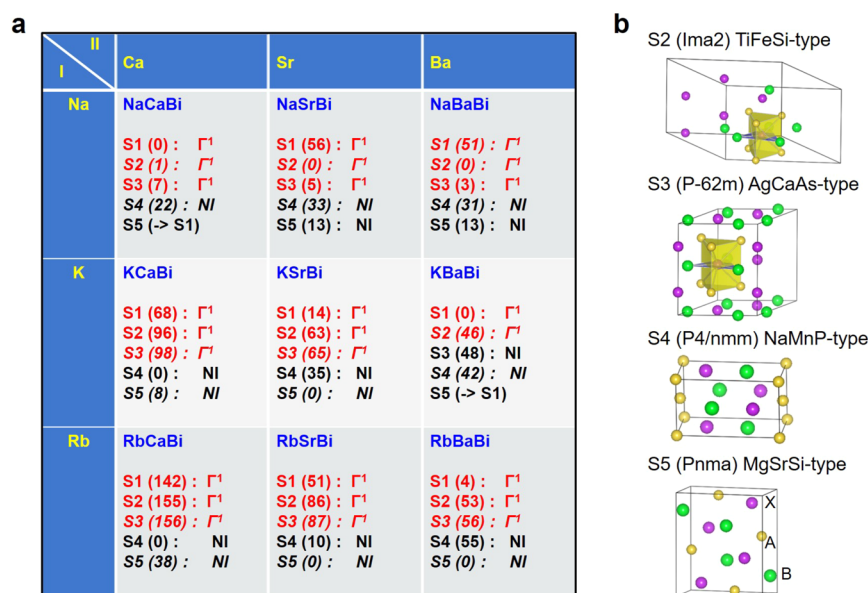 a
II
I
Ca
Sr
Ba
Na
NaCaBi
S1 (0) : Γ¹
S2 (1) : Γ¹
S3 (7) : Γ¹
S4 (22) : NI
S5 (-> S1)
NaSrBi
S1 (56) : Γ¹
S2 (0) : Γ¹
S3 (5) : Γ¹
S4 (33) : NI
S5 (13) : NI
NaBaBi
S1 (51) : Γ¹
S2 (0) : Γ¹
S3 (3) : Γ¹
S4 (31) : NI
S5 (13) : NI
K
KCaBi
S1 (68) : Γ¹
S2 (96) : Γ¹
S3 (98) : Γ¹
S4 (0) : NI
S5 (8) : NI
KSrBi
S1 (14) : Γ¹
S2 (63) : Γ¹
S3 (65) : Γ¹
S4 (35) : NI
S5 (0) : NI
KBaBi
S1 (0) : Γ¹
S2 (46) : Γ¹
S3 (48) : NI
S4 (42) : NI
S5 (-> S1)
Rb
RbCaBi
S1 (142) : Γ¹
S2 (155) : Γ¹
S3 (156) : Γ¹
S4 (0) : NI
S5 (38) : NI
RbSrBi
S1 (51) : Γ¹
S2 (86) : Γ¹
S3 (87) : Γ¹
S4 (10) : NI
S5 (0) : NI
RbBaBi
S1 (4) : Γ¹
S2 (53) : Γ¹
S3 (56) : Γ¹
S4 (55) : NI
S5 (0) : NI
b
S2 (Ima2) TiFeSi-type
S3 (P-62m) AgCaAs-type
S4 (P4/nmm) NaMnP-type
S5 (Pnma) MgSrSi-type
X
A
B